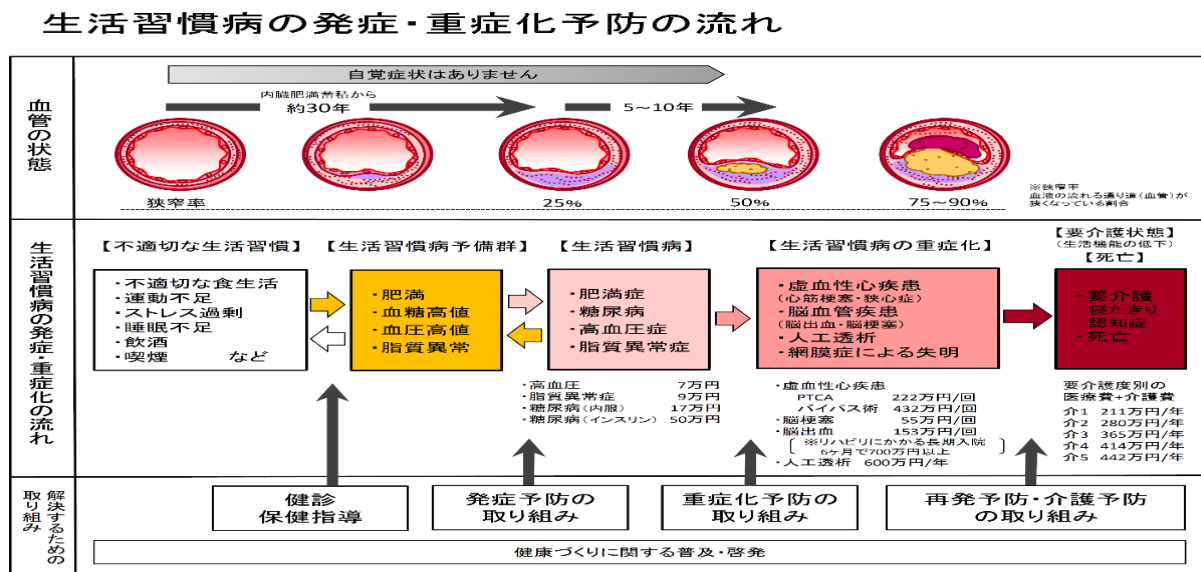 生活習慣病の発症・重症化予防の流れ
血管の状態
自覚症状はありません
内臓肥満蓄積から
約30年
5～10年
狭窄率
25%
50%
75～90%
※狭窄率
血液の流れる通り道(血管)が
狭くなっている割合
生活習慣病の発症・重症化の流れ
【不適切な生活習慣】
・不適切な食生活
・運動不足
・ストレス過剰
・睡眠不足
・飲酒
・喫煙 など
【生活習慣病予備群】
・肥満
・血糖高値
・血圧高値
・脂質異常
【生活習慣病】
・肥満症
・糖尿病
・高血圧症
・脂質異常症
・高血圧 7万円
・脂質異常症 9万円
・糖尿病(内服) 17万円
・糖尿病(インスリン) 50万円
【生活習慣病の重症化】
・虚血性心疾患
(心筋梗塞・狭心症)
・脳血管疾患
(脳出血・脳梗塞)
・人工透析
・網膜症による失明
・虚血性心疾患
PTCA 222万円/回
バイパス術 432万円/回
・脳梗塞 55万円/回
・脳出血 153万円/回
※リハビリにかかる長期入院
6ヶ月で700万円以上
・人工透析 600万円/年
【要介護状態】
(生活機能の低下)
【死亡】
・要介護
寝たきり
認知症
・死亡
要介護度別の
医療費+介護費
介1 211万円/年
介2 280万円/年
介3 365万円/年
介4 414万円/年
介5 442万円/年
解決するための
取り組み
健診
保健指導
発症予防の
取り組み
重症化予防の
取り組み
再発予防・介護予防
の取り組み
健康づくりに関する普及・啓発